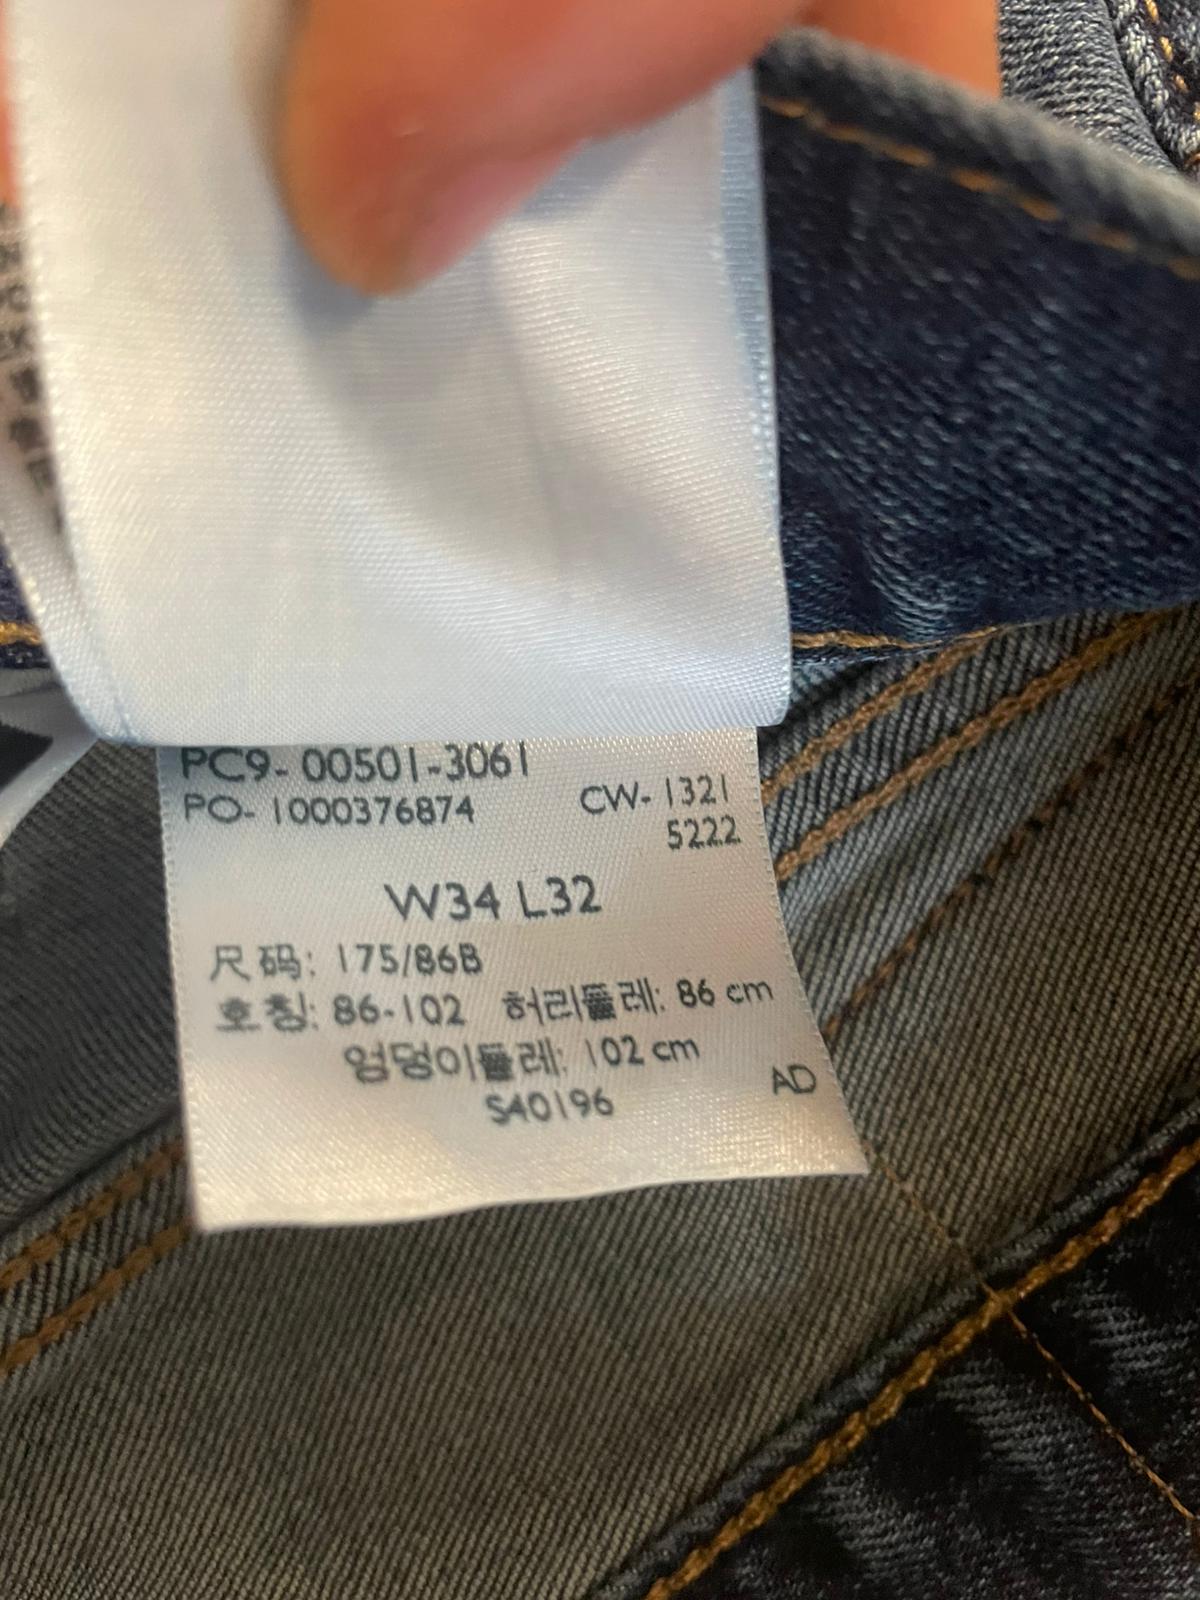 PC9- 00501-3061
PO- 1000376874 CW- 1321
5222
W34 L32
尺码: 175/86B
호칭: 86-102 허리둘레: 86 cm
엉덩이둘레: 102 cm
S40196 AD